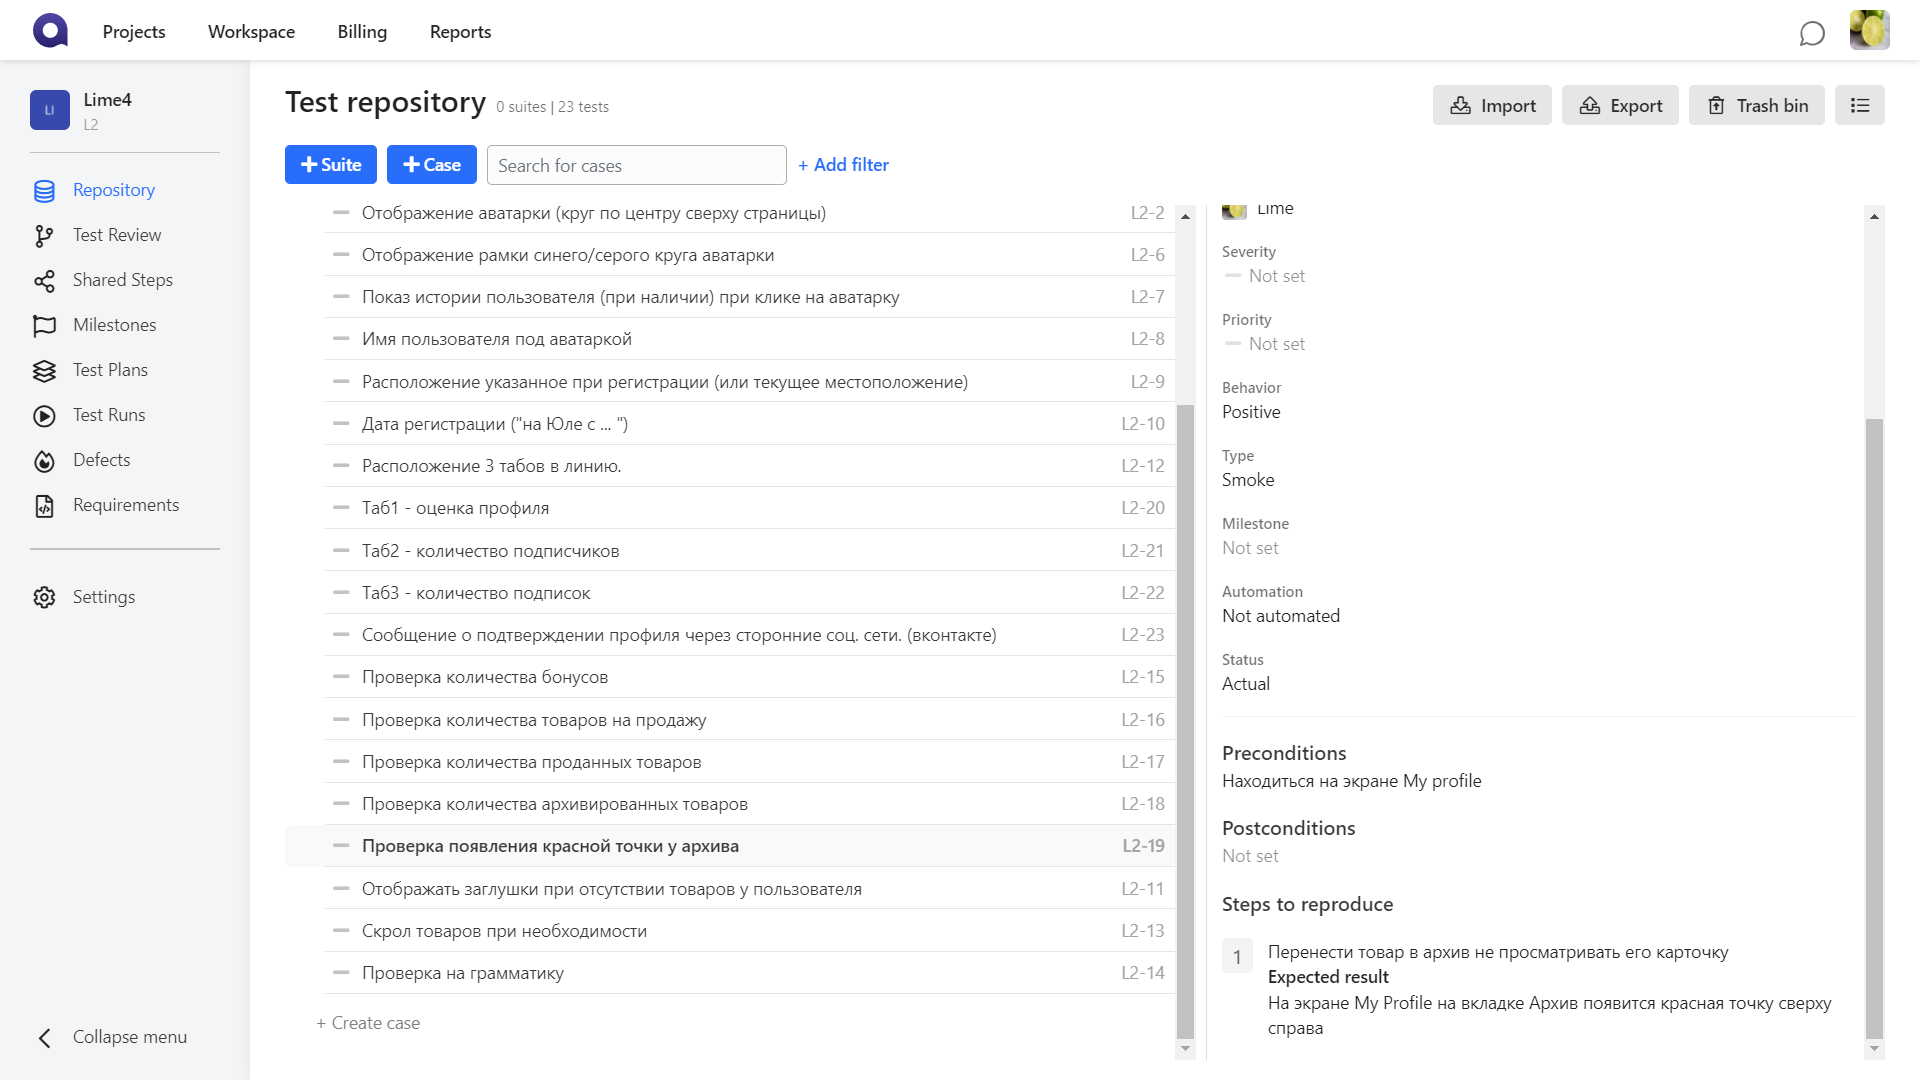 Projects
Workspace
Billing
Reports
LI
Lime4
L2
Repository
Test Review
Shared Steps
Milestones
Test Plans
Test Runs
Defects
Requirements
Settings
Collapse menu
Test repository 0 suites | 23 tests
Import
Export
Trash bin
+ Suite
+ Case
Search for cases
+ Add filter
Отображение аватарки (круг по центру сверху страницы) L2-2
Отображение рамки синего/серого круга аватарки L2-6
Показ истории пользователя (при наличии) при клике на аватарку L2-7
Имя пользователя под аватаркой L2-8
Расположение указанное при регистрации (или текущее местоположение) L2-9
Дата регистрации ("на Юле с ... ") L2-10
Расположение 3 табов в линию. L2-12
Таб1 - оценка профиля L2-20
Таб2 - количество подписчиков L2-21
Таб3 - количество подписок L2-22
Сообщение о подтверждении профиля через сторонние соц. сети. (вконтакте) L2-23
Проверка количества бонусов L2-15
Проверка количества товаров на продажу L2-16
Проверка количества проданных товаров L2-17
Проверка количества архивированных товаров L2-18
Проверка появления красной точки у архива L2-19
Отображать заглушки при отсутствии товаров у пользователя L2-11
Скрол товаров при необходимости L2-13
Проверка на грамматику L2-14
+ Create case
Lime
Severity
Not set
Priority
Not set
Behavior
Positive
Type
Smoke
Milestone
Not set
Automation
Not automated
Status
Actual
Preconditions
Находиться на экране My profile
Postconditions
Not set
Steps to reproduce
1 Перенести товар в архив не просматривать его карточку
Expected result
На экране My Profile на вкладке Архив появится красная точку сверху
справа